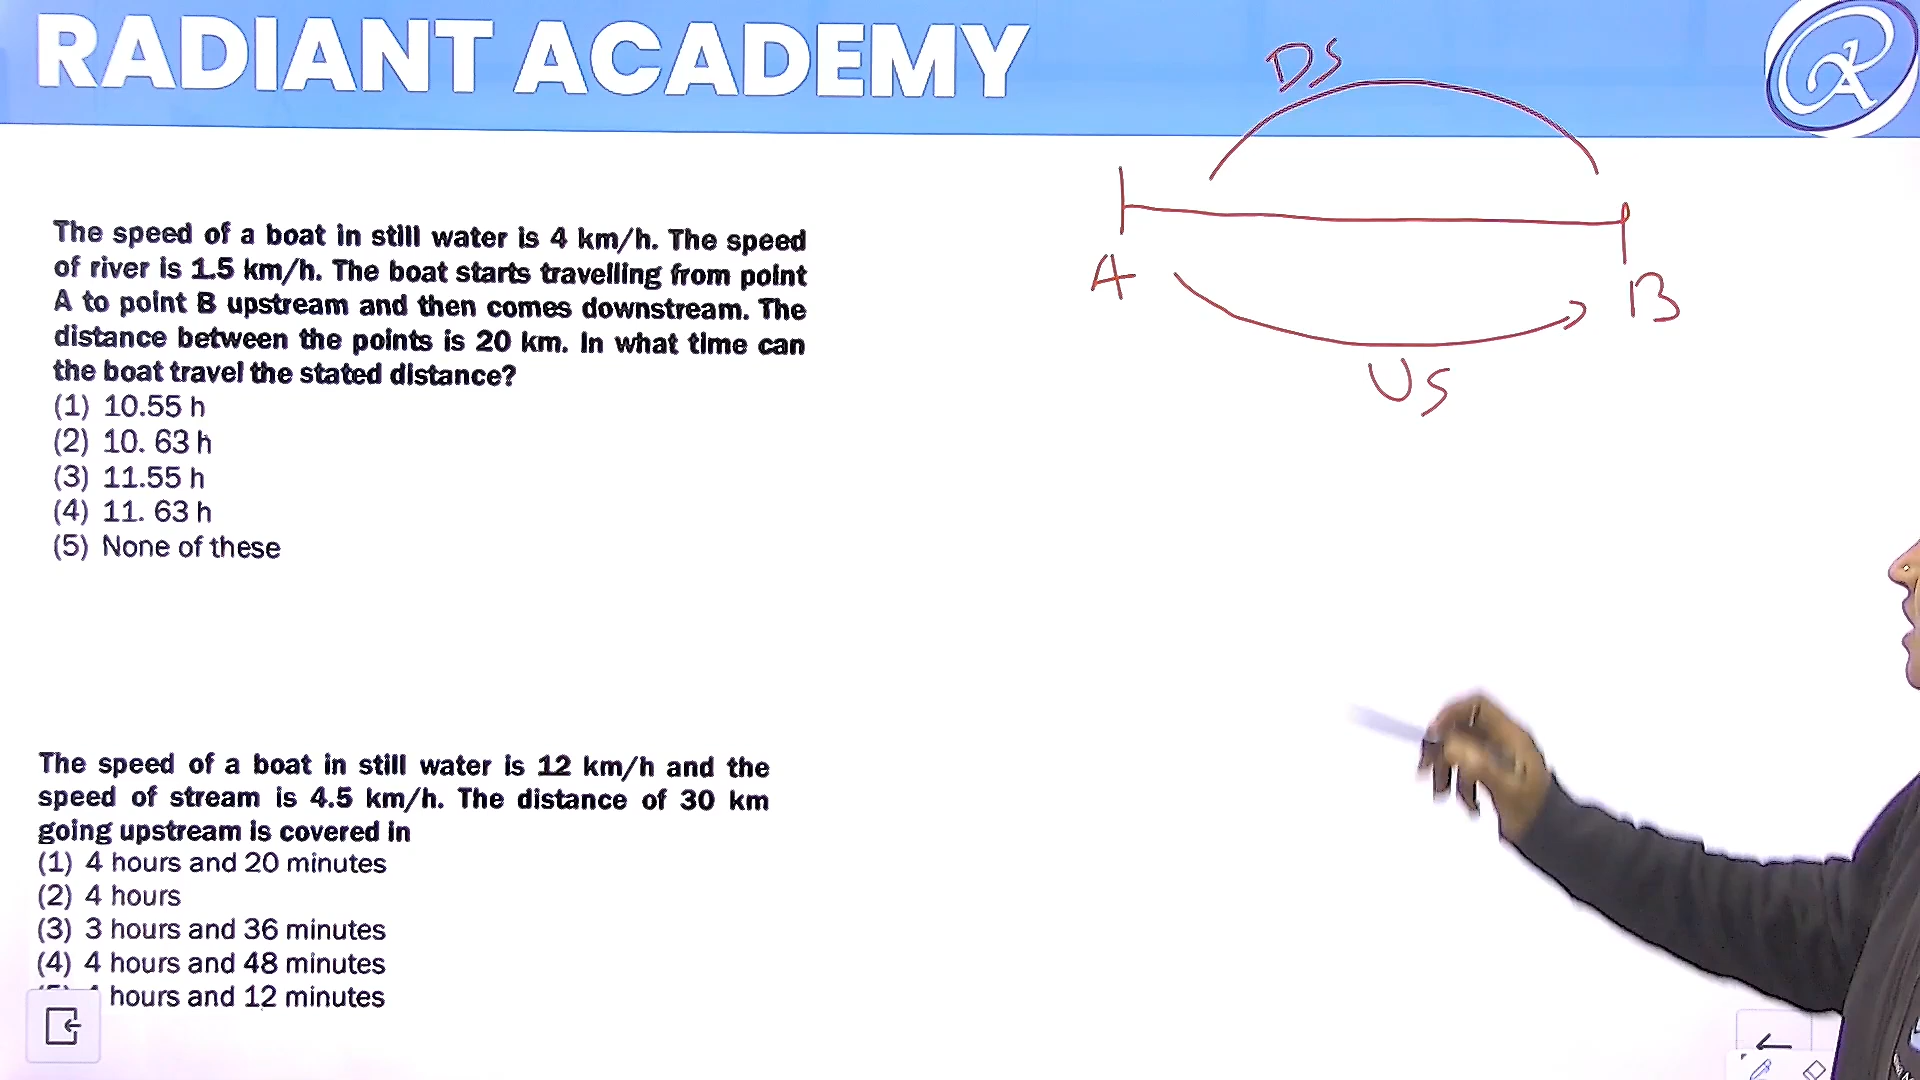 RADIANT ACADEMY
DS
A
B
US
The speed of a boat in still water is 4 km/h. The speed
of river is 1.5 km/h. The boat starts travelling from point
A to point B upstream and then comes downstream. The
distance between the points is 20 km. In what time can
the boat travel the stated distance?
(1) 10.55 h
(2) 10. 63 h
(3) 11.55 h
(4) 11. 63 h
(5) None of these
The speed of a boat in still water is 12 km/h and the
speed of stream is 4.5 km/h. The distance of 30 km
going upstream is covered in
(1) 4 hours and 20 minutes
(2) 4 hours
(3) 3 hours and 36 minutes
(4) 4 hours and 48 minutes
hours and 12 minutes